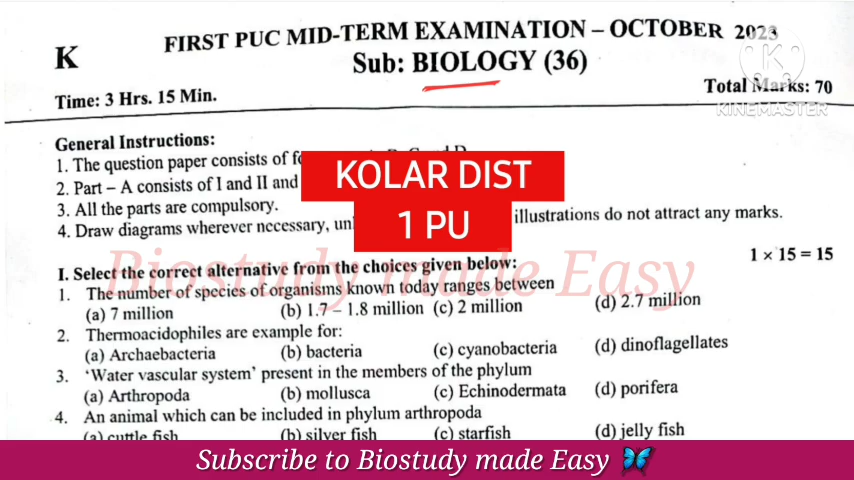 K
FIRST PUC MID-TERM EXAMINATION – OCTOBER 2023
Sub: BIOLOGY (36)
Time: 3 Hrs. 15 Min.
Total Marks: 70
K
KINEMASTER
General Instructions:
1. The question paper consists of
2. Part – A consists of I and II and
3. All the parts are compulsory.
4. Draw diagrams wherever necessary, illustrations do not attract any marks.
KOLAR DIST
1 PU
Biostudy made Easy
I. Select the correct alternative from the choices given below: 1 × 15 = 15
1. The number of species of organisms known today ranges between
(a) 7 million (b) 1.7 – 1.8 million (c) 2 million (d) 2.7 million
2. Thermoacidophiles are example for:
(a) Archaebacteria (b) bacteria (c) cyanobacteria (d) dinoflagellates
3. ‘Water vascular system’ present in the members of the phylum
(a) Arthropoda (b) mollusca (c) Echinodermata (d) porifera
4. An animal which can be included in phylum arthropoda
(a) cuttle fish (b) silver fish (c) starfish (d) jelly fish
Subscribe to Biostudy made Easy 🦋